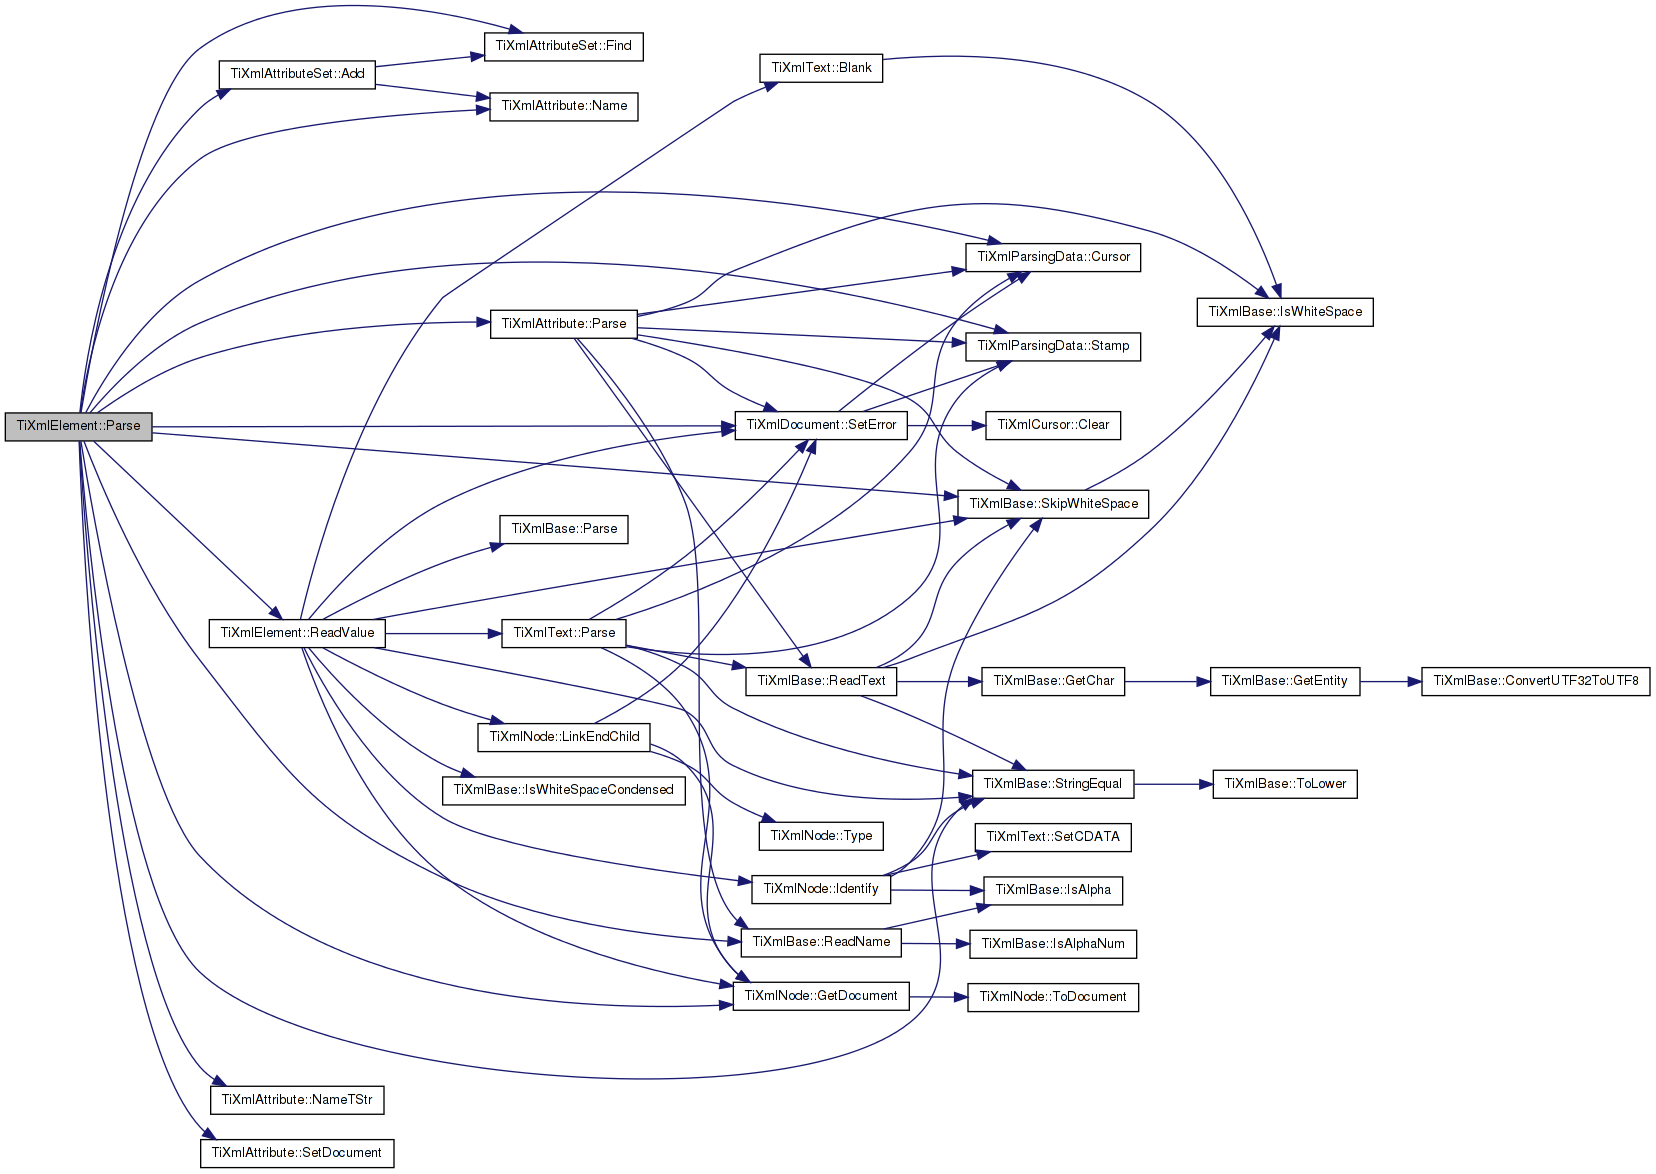 TiXmlAttributeSet::Find
TiXmlText::Blank
TiXmlAttributeSet::Add
TiXmlAttribute::Name
TiXmlParsingData::Cursor
TiXmlBase::IsWhiteSpace
TiXmlAttribute::Parse
TiXmlParsingData::Stamp
TiXmlElement::Parse
TiXmlDocument::SetError
TiXmlCursor::Clear
TiXmlBase::SkipWhiteSpace
TiXmlBase::Parse
TiXmlElement::ReadValue
TiXmlText::Parse
TiXmlBase::ReadText
TiXmlBase::GetChar
TiXmlBase::GetEntity
TiXmlBase::ConvertUTF32ToUTF8
TiXmlNode::LinkEndChild
TiXmlBase::IsWhiteSpaceCondensed
TiXmlBase::StringEqual
TiXmlBase::ToLower
TiXmlNode::Type
TiXmlText::SetCDATA
TiXmlNode::Identify
TiXmlBase::IsAlpha
TiXmlBase::ReadName
TiXmlBase::IsAlphaNum
TiXmlNode::GetDocument
TiXmlNode::ToDocument
TiXmlAttribute::NameTStr
TiXmlAttribute::SetDocument